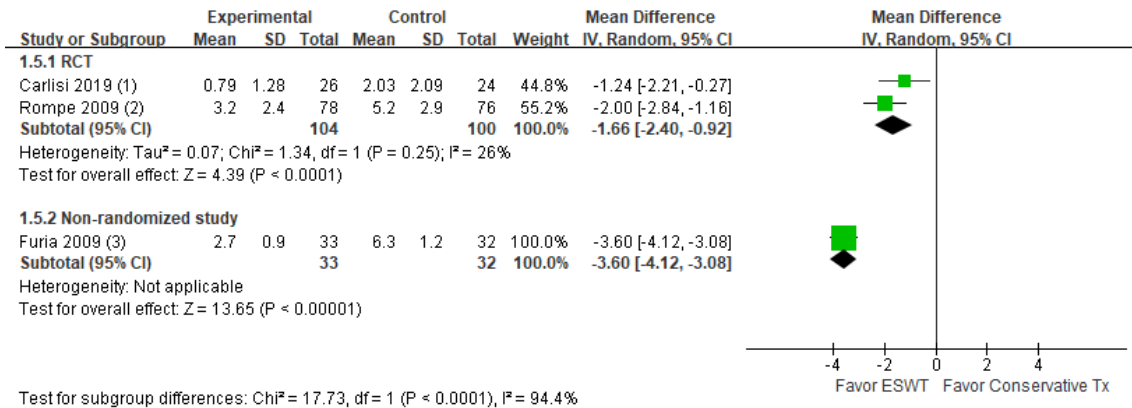 Experimental Control Mean Difference Mean Difference
Study or Subgroup Mean SD Total Mean SD Total Weight IV, Random, 95% CI IV, Random, 95% CI
1.5.1 RCT
Carlisi 2019 (1) 0.79 1.28 26 2.03 2.09 24 44.8% -1.24 [-2.21, -0.27]
Rompe 2009 (2) 3.2 2.4 78 5.2 2.9 76 55.2% -2.00 [-2.84, -1.16]
Subtotal (95% CI) 104 100 100.0% -1.66 [-2.40, -0.92]
Heterogeneity: Tau² = 0.07; Chi² = 1.34, df = 1 (P = 0.25); I² = 26%
Test for overall effect: Z = 4.39 (P < 0.0001)
1.5.2 Non-randomized study
Furia 2009 (3) 2.7 0.9 33 6.3 1.2 32 100.0% -3.60 [-4.12, -3.08]
Subtotal (95% CI) 33 32 100.0% -3.60 [-4.12, -3.08]
Heterogeneity: Not applicable
Test for overall effect: Z = 13.65 (P < 0.00001)
-4 -2 0 2 4
Favor ESWT Favor Conservative Tx
Test for subgroup differences: Chi² = 17.73, df = 1 (P < 0.0001), I² = 94.4%